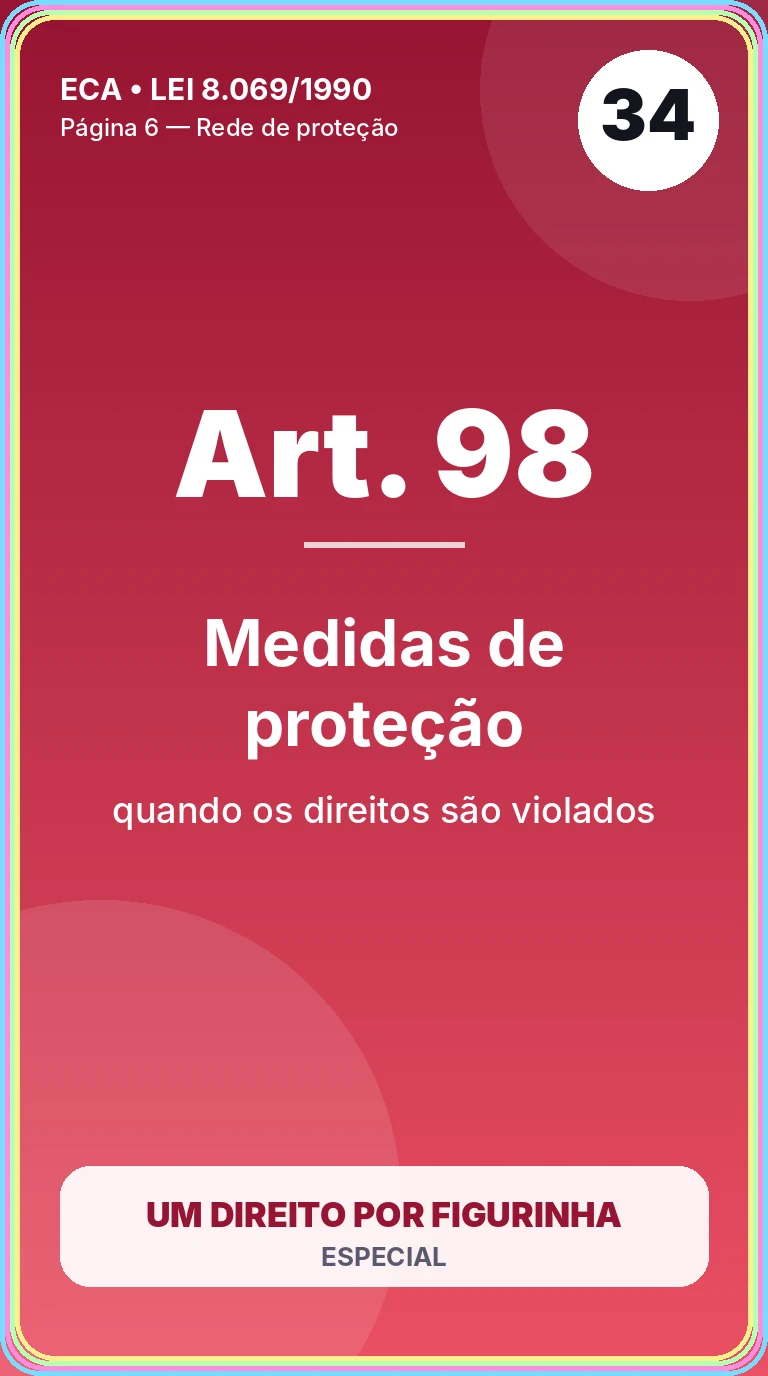 ECA • LEI 8.069/1990
Página 6 — Rede de proteção
34
Art. 98
Medidas de
proteção
quando os direitos são violados
UM DIREITO POR FIGURINHA
ESPECIAL